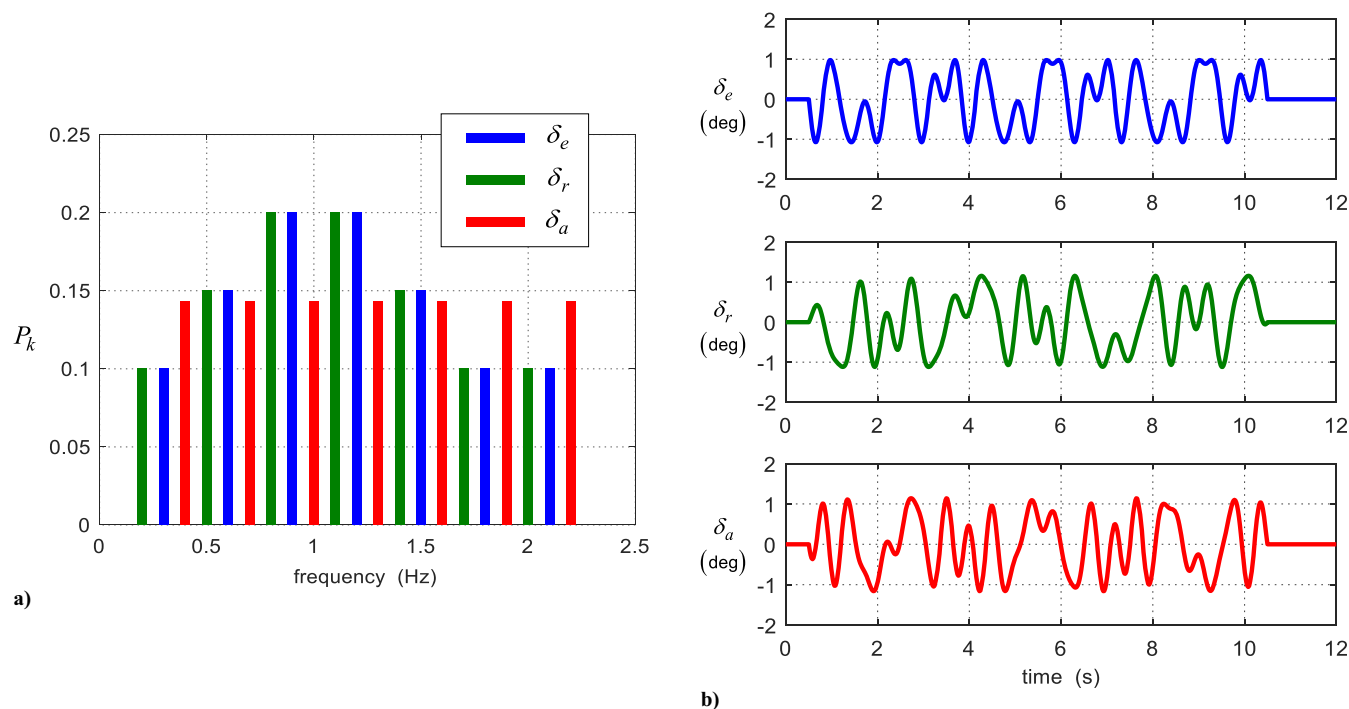 0.25
0.2
0.15
0.1
0.05
0
P_k
0 0.5 1 1.5 2 2.5
frequency (Hz)
δ_e
δ_r
δ_a
a)
2
1
0
-1
-2
δ_e
(deg)
0 2 4 6 8 10 12
2
1
0
-1
-2
δ_r
(deg)
0 2 4 6 8 10 12
2
1
0
-1
-2
δ_a
(deg)
0 2 4 6 8 10 12
time (s)
b)